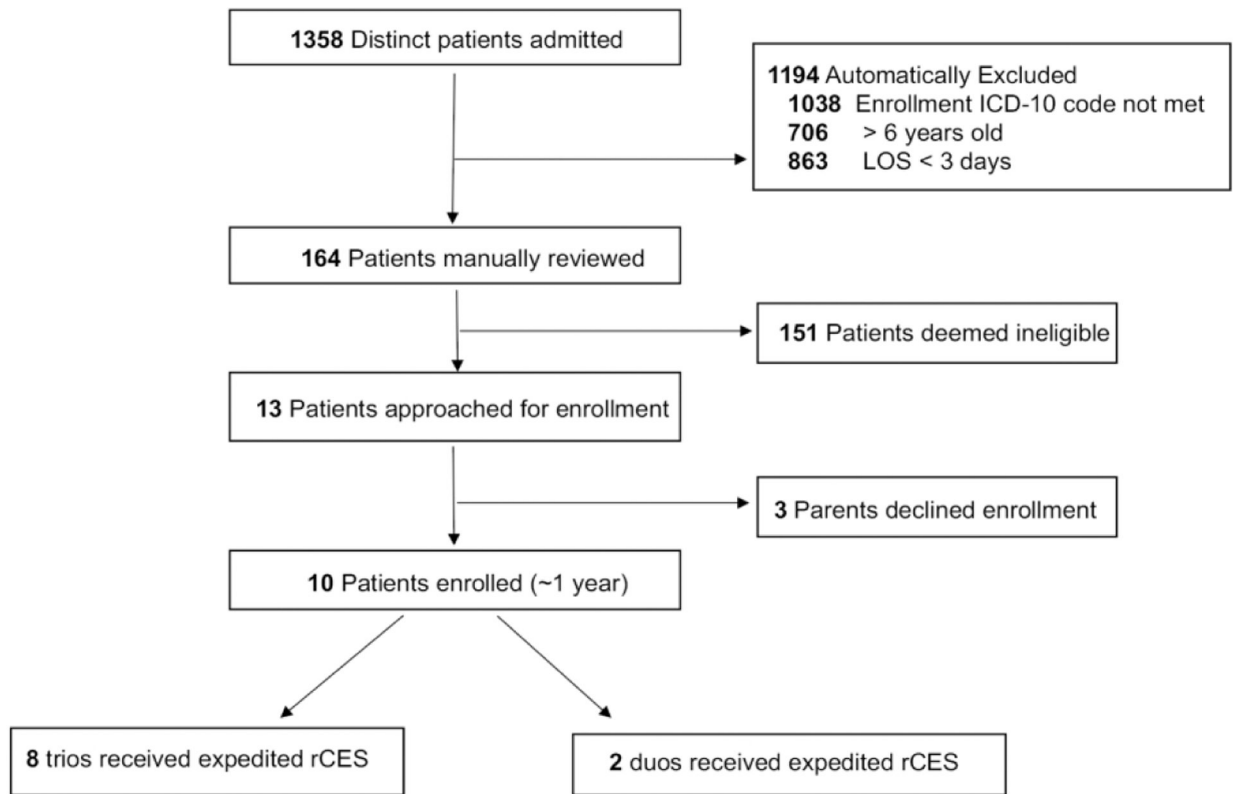 1358 Distinct patients admitted
1194 Automatically Excluded
1038 Enrollment ICD-10 code not met
706 > 6 years old
863 LOS < 3 days
164 Patients manually reviewed
151 Patients deemed ineligible
13 Patients approached for enrollment
3 Parents declined enrollment
10 Patients enrolled (~1 year)
8 trios received expedited rCES
2 duos received expedited rCES